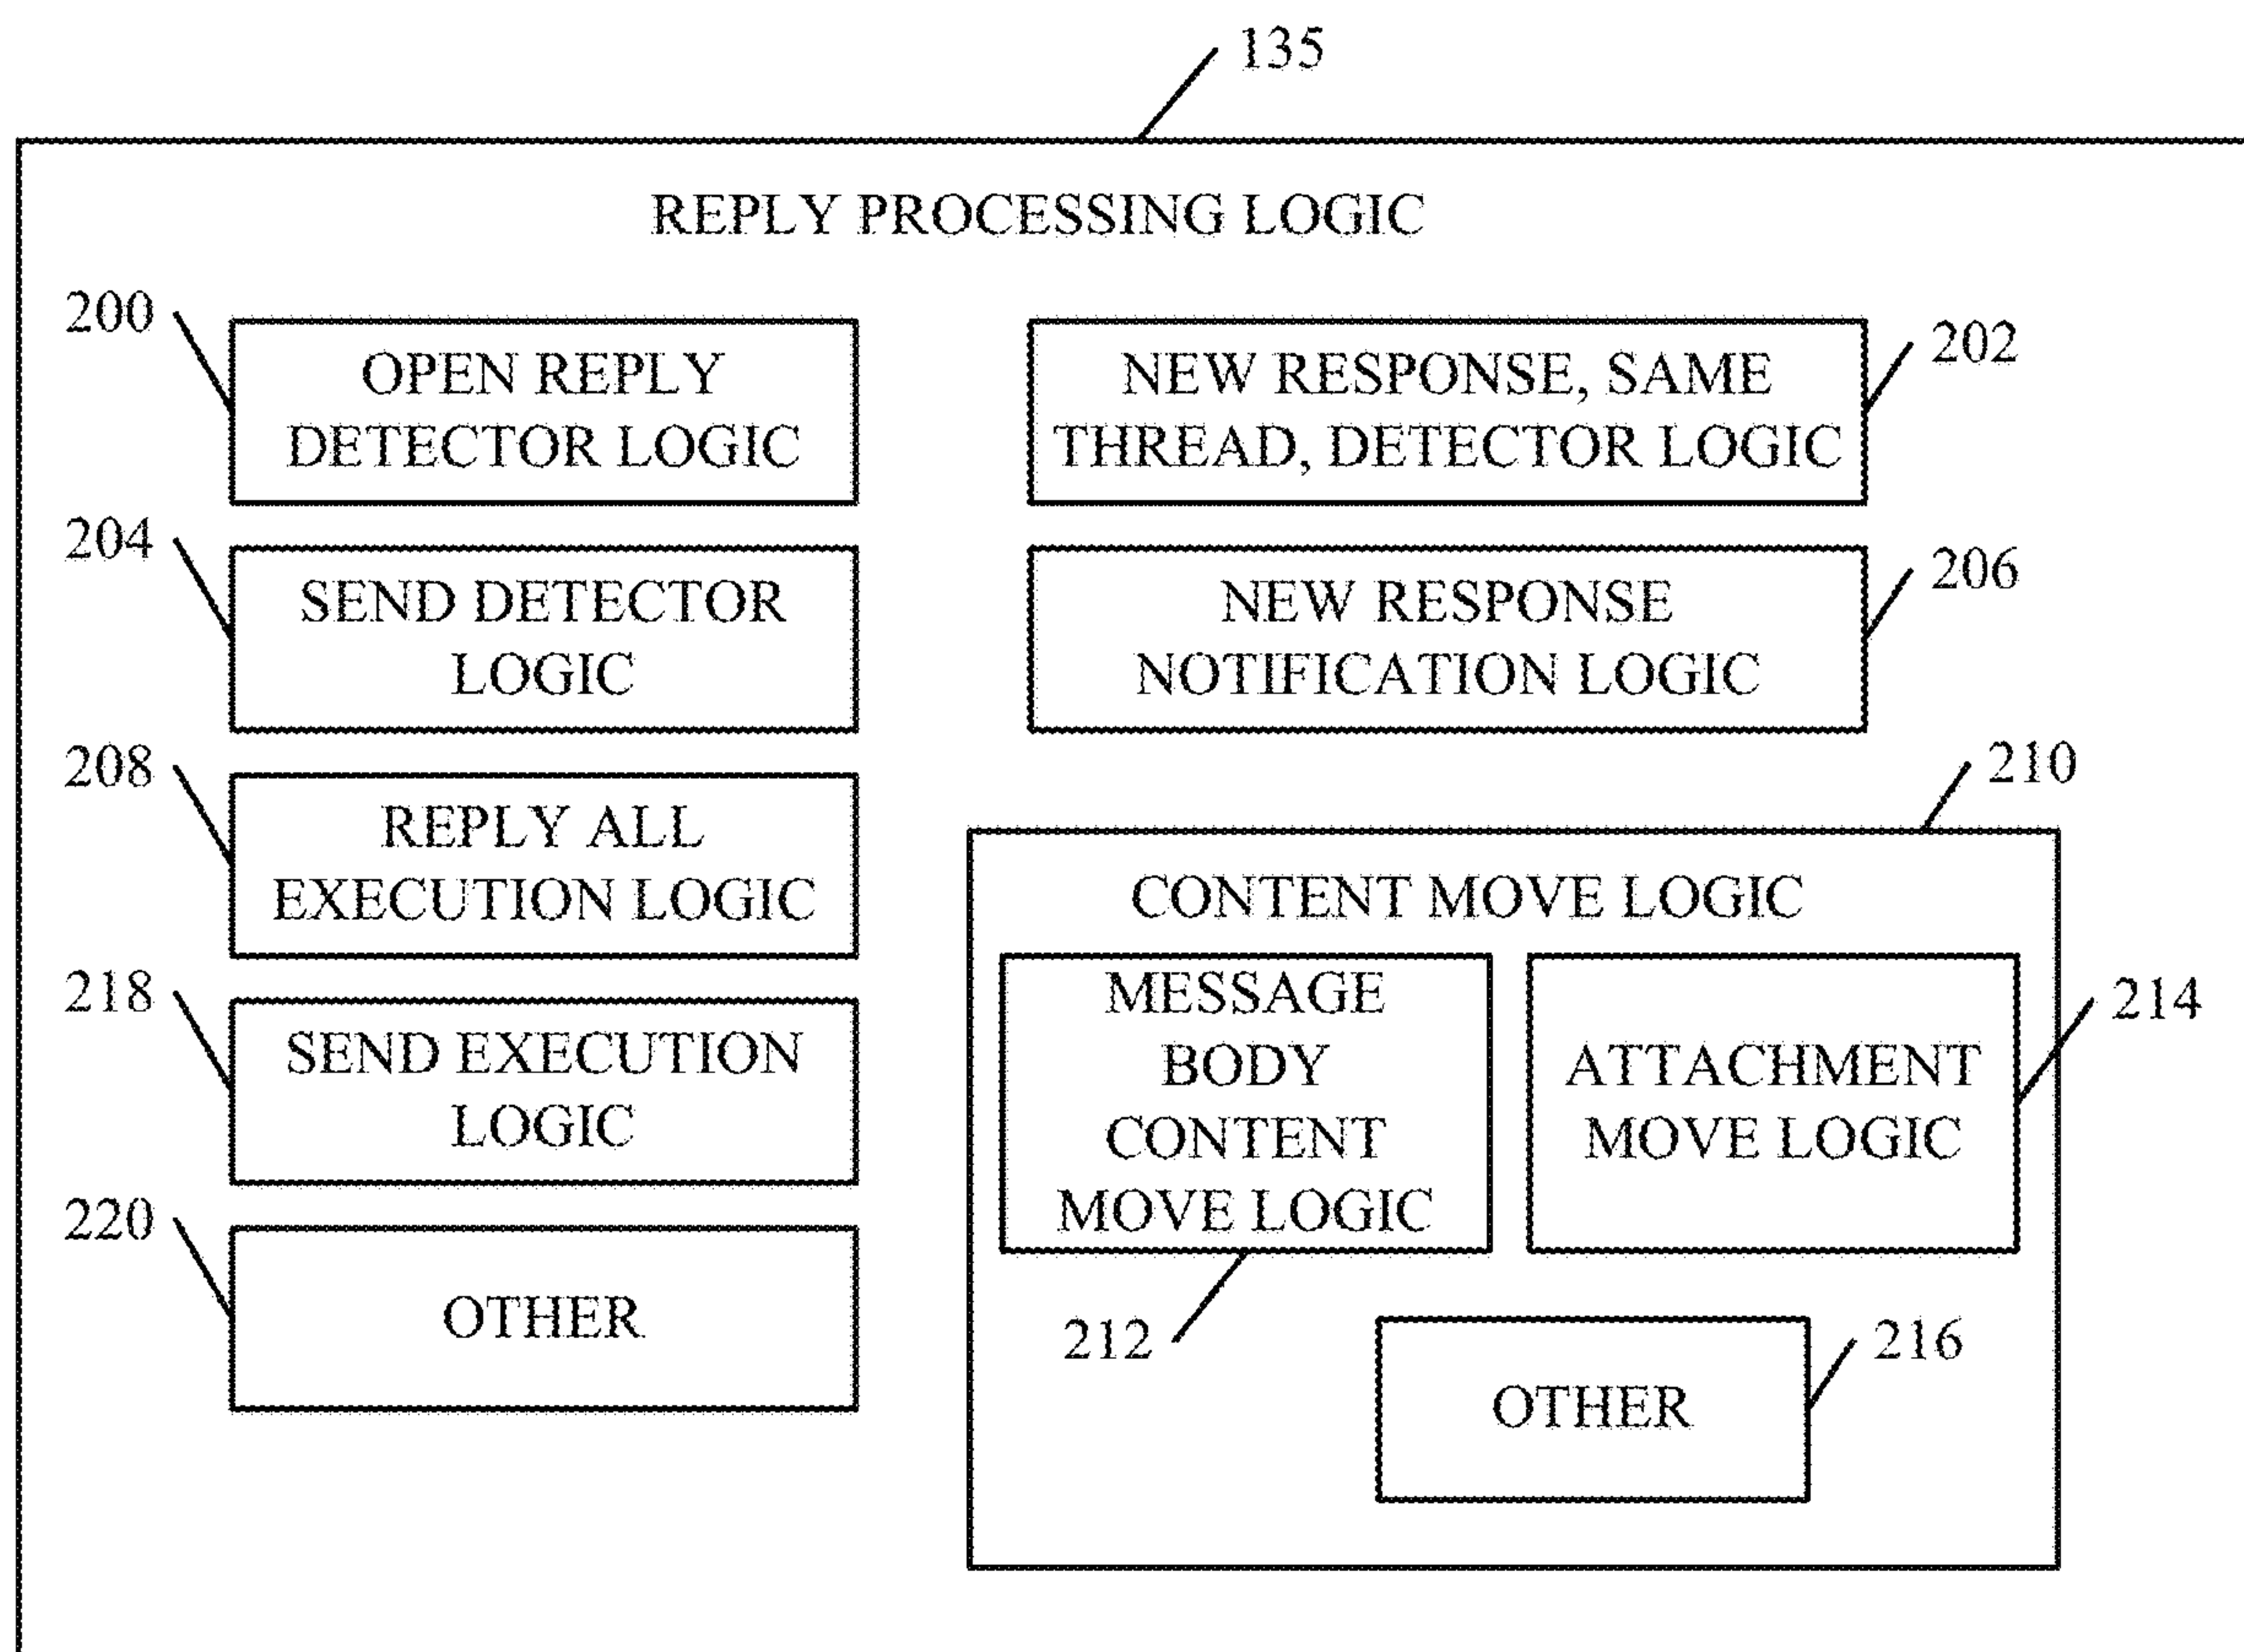 135
REPLY PROCESSING LOGIC
200
OPEN REPLY
DETECTOR LOGIC
NEW RESPONSE, SAME
THREAD, DETECTOR LOGIC
202
204
SEND DETECTOR
LOGIC
NEW RESPONSE
NOTIFICATION LOGIC
206
208
REPLY ALL
EXECUTION LOGIC
210
CONTENT MOVE LOGIC
MESSAGE
BODY
CONTENT
MOVE LOGIC
212
ATTACHMENT
MOVE LOGIC
214
OTHER
216
218
SEND EXECUTION
LOGIC
220
OTHER